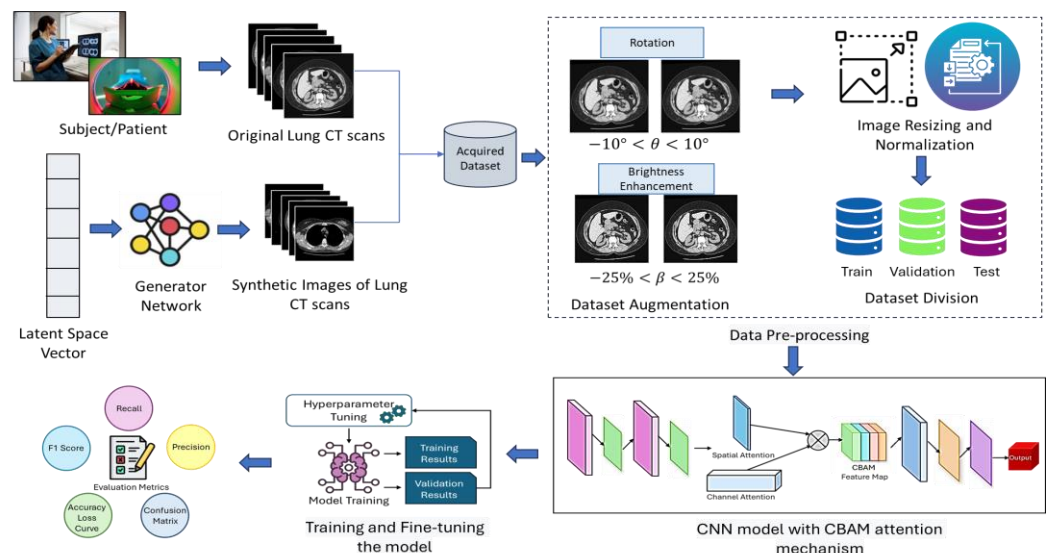 Subject/Patient
Original Lung CT scans
Latent Space
Vector
Generator
Network
Synthetic Images of Lung
CT scans
Acquired
Dataset
Rotation
−10° < θ < 10°
Brightness
Enhancement
−25% < β < 25%
Dataset Augmentation
Image Resizing and
Normalization
Train
Validation
Test
Dataset Division
Data Pre-processing
Spatial Attention
Channel Attention
CBAM
Feature Map
Output
CNN model with CBAM attention
mechanism
Hyperparameter
Tuning
Model Training
Training
Results
Validation
Results
Training and Fine-tuning
the model
Recall
F1 Score
Precision
Evaluation Metrics
Accuracy
Loss
Curve
Confusion
Matrix